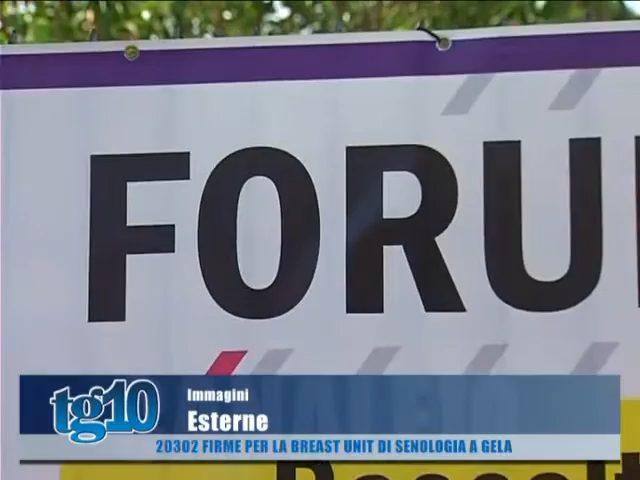 FORU
tg10
Immagini
Esterne
20302 FIRME PER LA BREAST UNIT DI SENOLOGIA A GELA